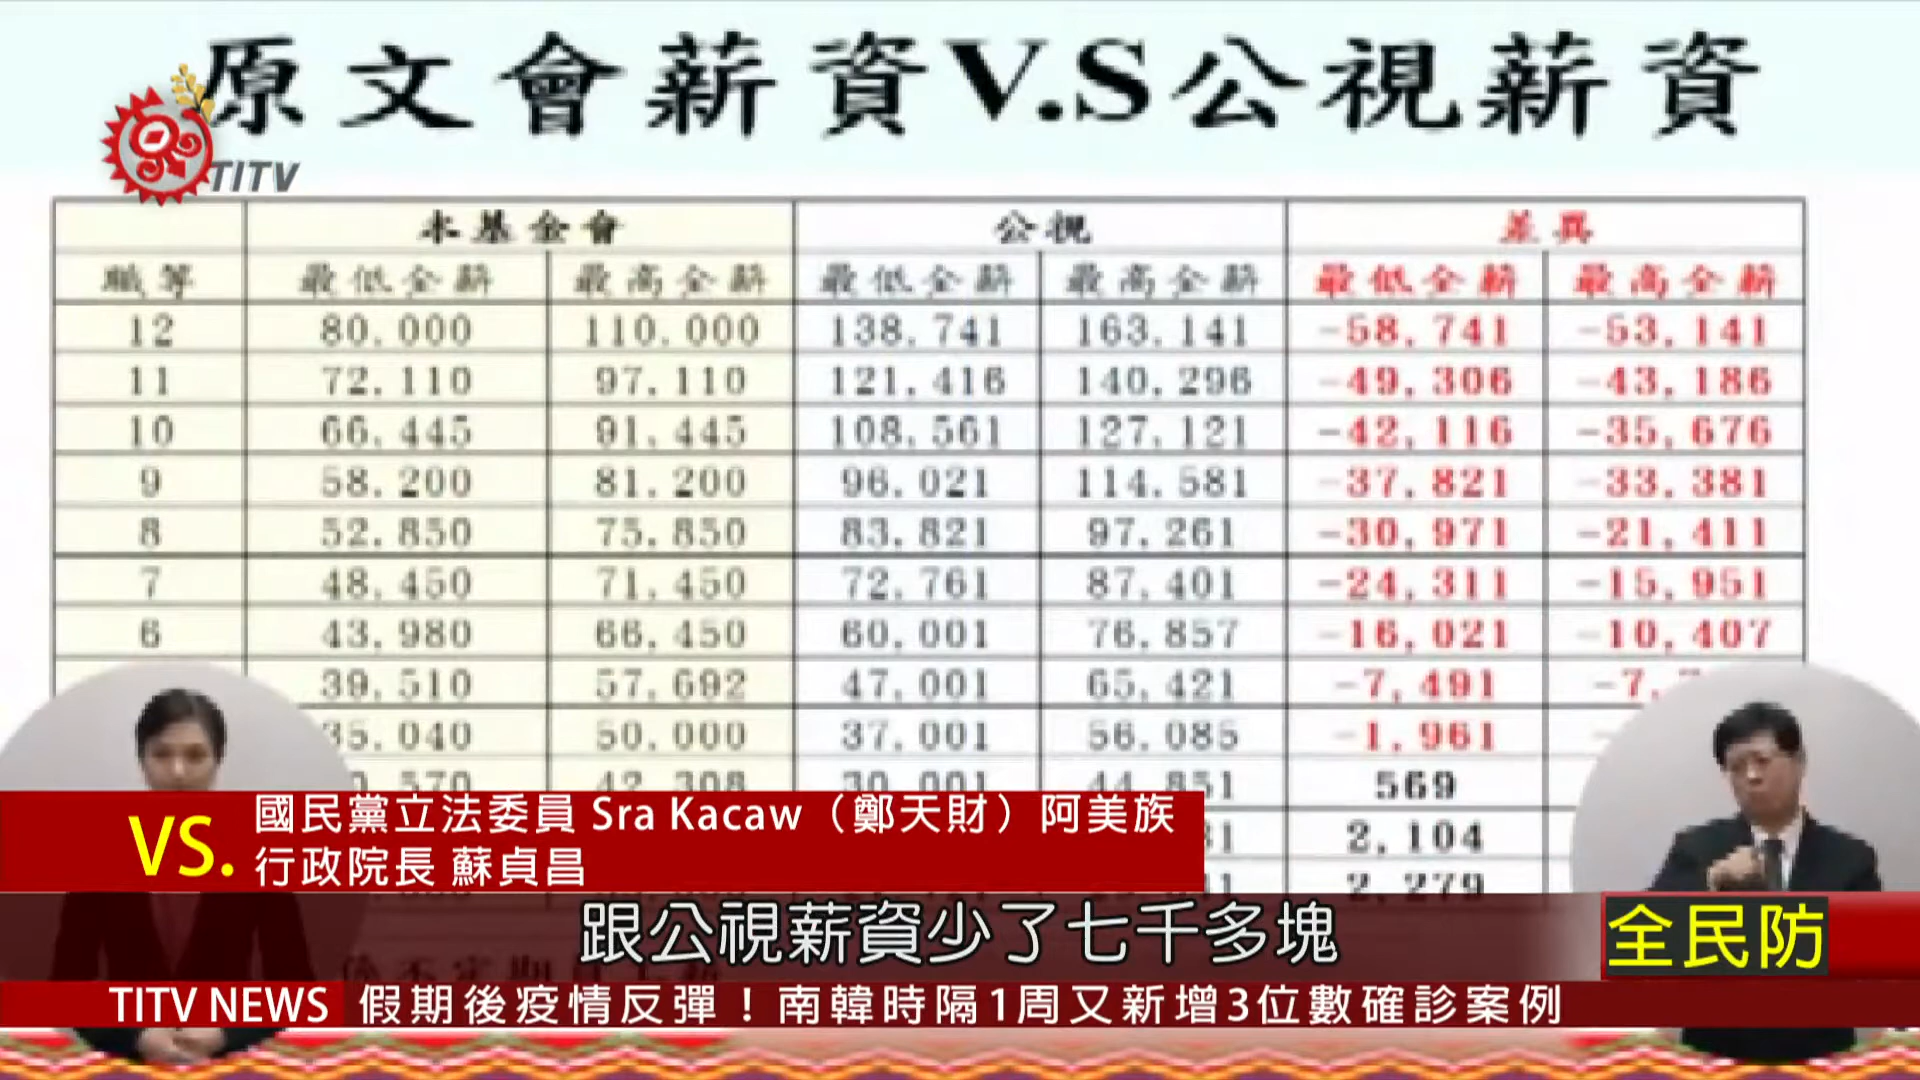 原文會薪資V.S公視薪資
TITV
本基金會 公視 差異
職等 最低全薪 最高全薪 最低全薪 最高全薪 最低全薪 最高全薪
12 80.000 110.000 138.741 163.141 -58,741 -53,141
11 72.110 97.110 121,416 140,296 -49,306 -43,186
10 66.445 91.445 108,561 127,121 -42,116 -35,676
9 58.200 81.200 96.021 114.581 -37,821 -33,381
8 52.850 75.850 83.821 97.261 -30,971 -21,411
7 48.450 71.450 72,761 87.401 -24,311 -15,951
6 43,980 66.450 60,001 76.857 -16,021 -10,407
39,510 57,692 47,001 65,421 -7,491
35.040 50.000 37,001 56,085 -1,961
42,308 30,001 44,851 569
2,104
2,279
VS.
國民黨立法委員 Sra Kacaw（鄭天財）阿美族
行政院長 蘇貞昌
跟公視薪資少了七千多塊
全民防
TITV NEWS 假期後疫情反彈！南韓時隔1周又新增3位數確診案例